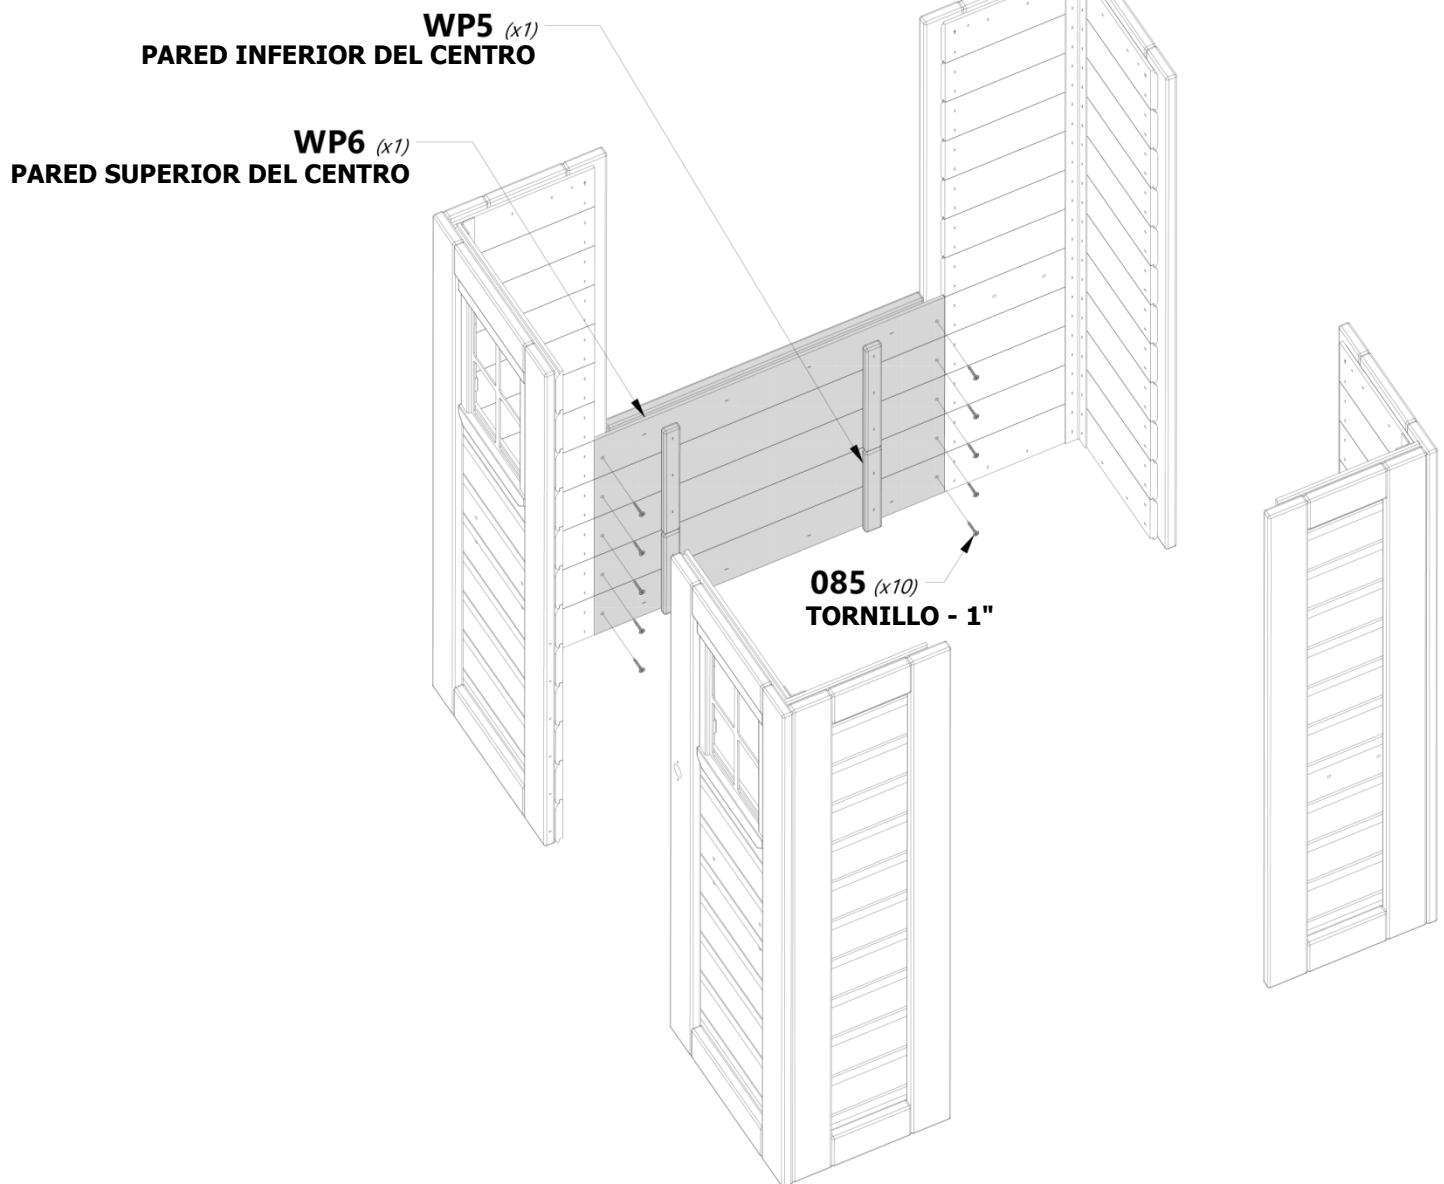 WP5 (x1)
PARED INFERIOR DEL CENTRO
WP6 (x1)
PARED SUPERIOR DEL CENTRO
085 (x10)
TORNILLO - 1"